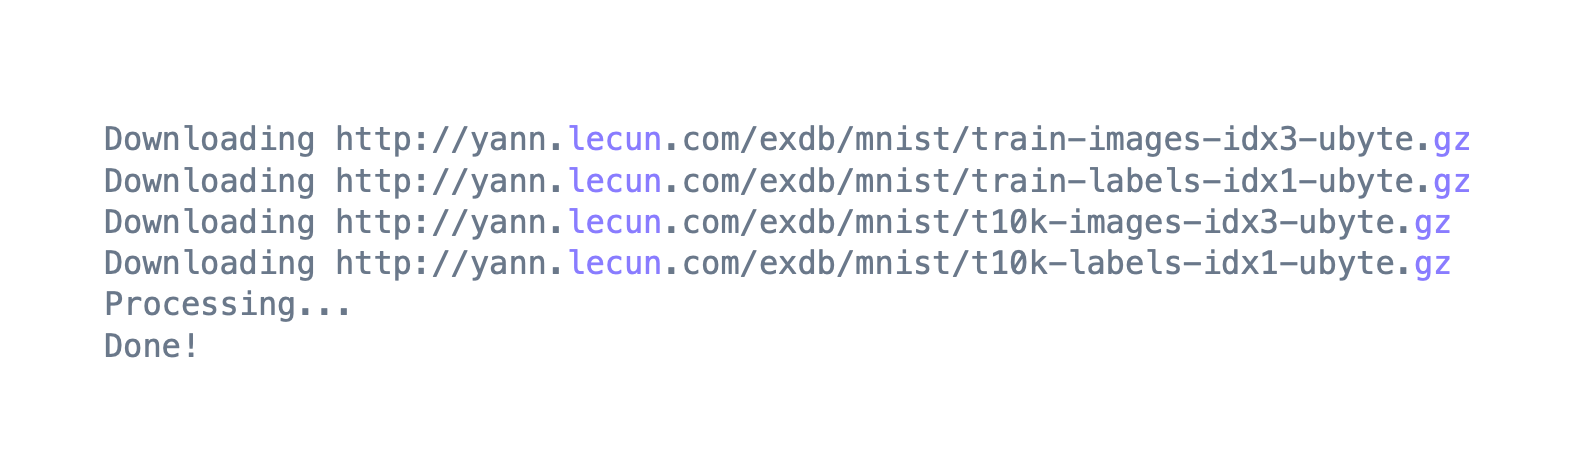 Downloading http://yann.lecun.com/exdb/mnist/train-images-idx3-ubyte.gz
Downloading http://yann.lecun.com/exdb/mnist/train-labels-idx1-ubyte.gz
Downloading http://yann.lecun.com/exdb/mnist/t10k-images-idx3-ubyte.gz
Downloading http://yann.lecun.com/exdb/mnist/t10k-labels-idx1-ubyte.gz
Processing...
Done!